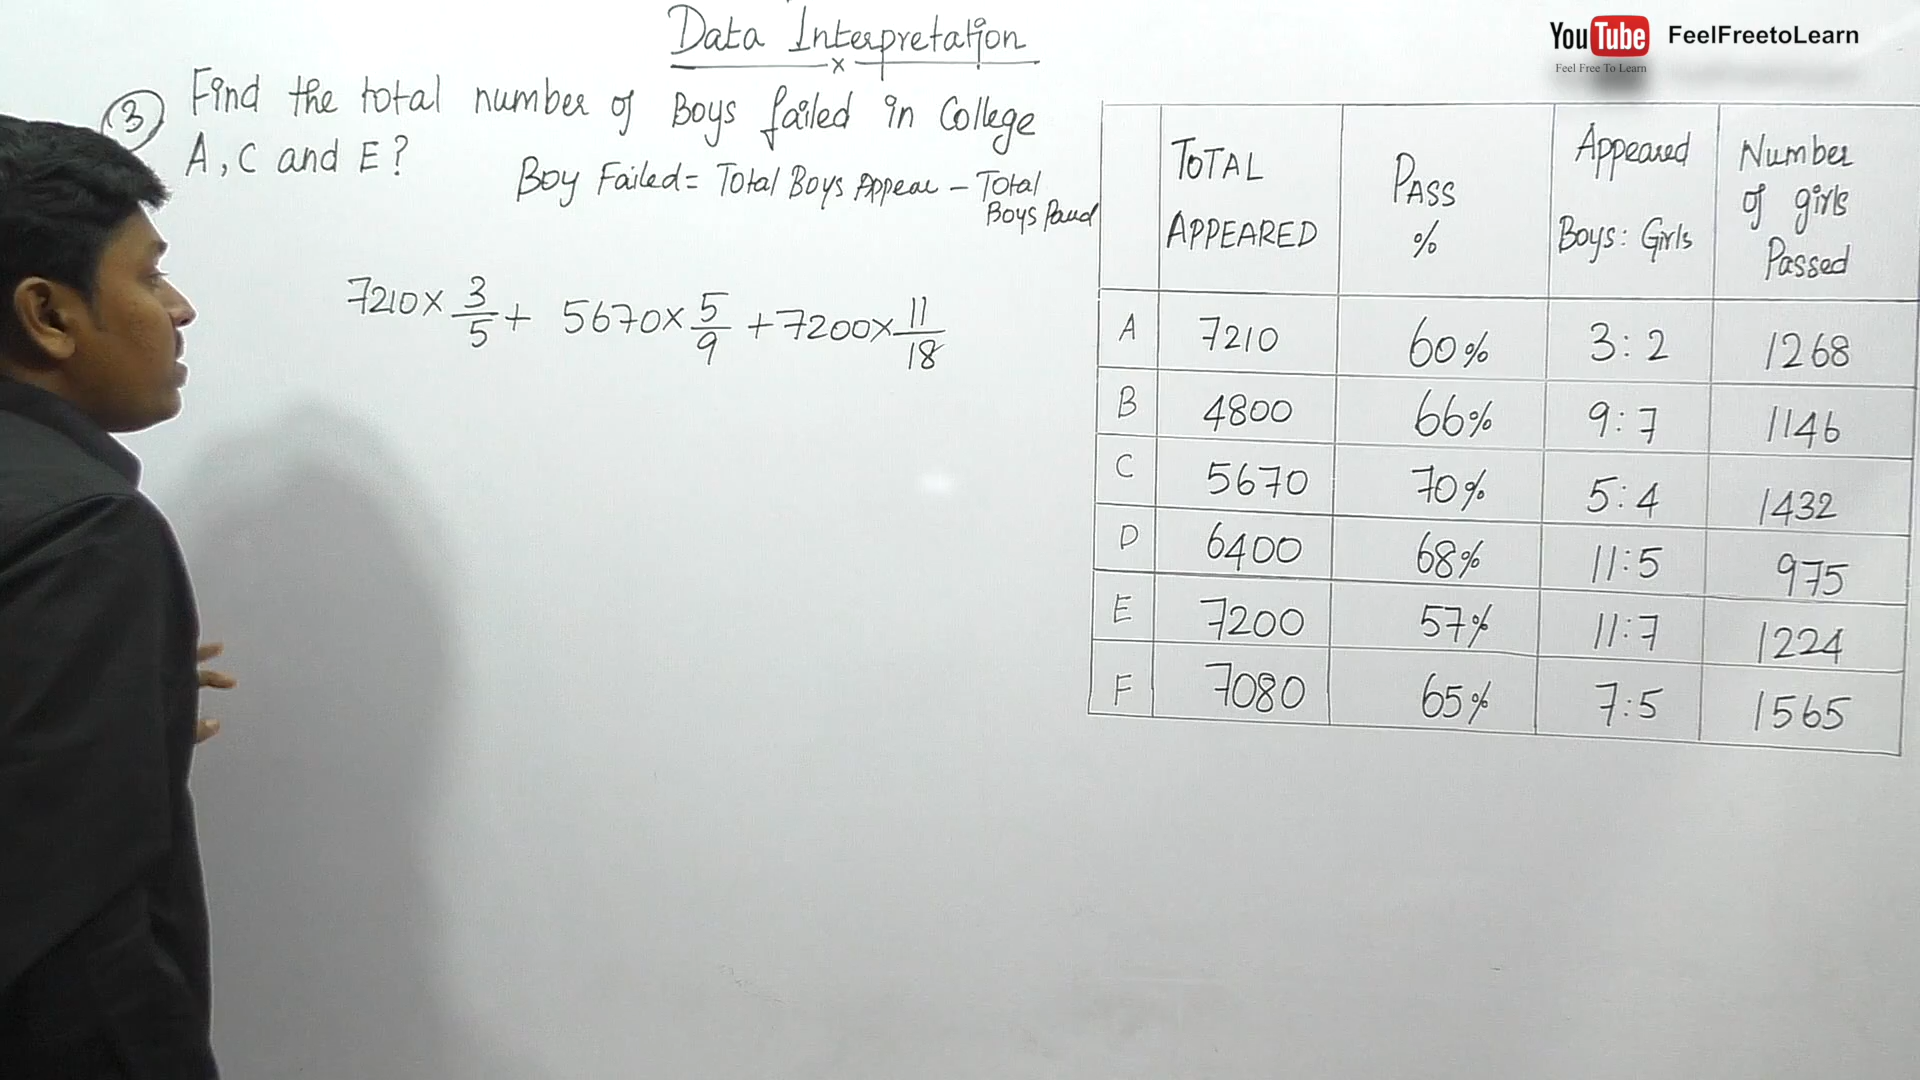 Data Interpretation
x
YouTube FeelFreetoLearn
Feel Free To Learn
3 Find the total number of Boys failed in College
A, C and E?
Boy Failed = Total Boys Appear - Total
Boys Passed
7210 x 3/5 + 5670 x 5/9 + 7200 x 11/18
TOTAL APPEARED | PASS % | Appeared Boys: Girls | Number of girls Passed
A 7210 60% 3:2 1268
B 4800 66% 9:7 1146
C 5670 70% 5:4 1432
D 6400 68% 11:5 975
E 7200 57% 11:7 1224
F 7080 65% 7:5 1565